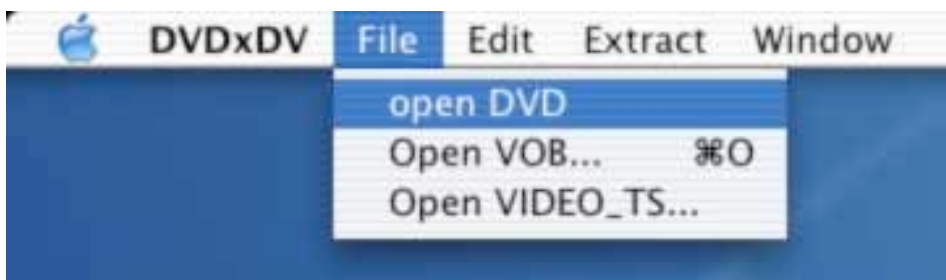 DVDxDV File Edit Extract Window
open DVD
Open VOB... ⌘O
Open VIDEO_TS...